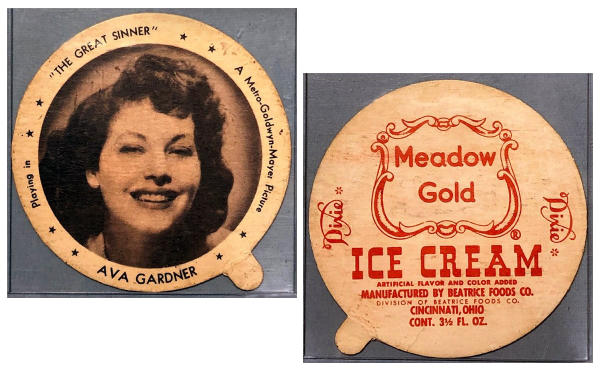 Playing in
"THE GREAT SINNER"
A Metro-Goldwyn-Mayer Picture
AVA GARDNER
Meadow
Gold
®
Dixie
Dixie
ICE CREAM
ARTIFICIAL FLAVOR AND COLOR ADDED
MANUFACTURED BY BEATRICE FOODS CO.
DIVISION OF BEATRICE FOODS CO.
CINCINNATI, OHIO
CONT. 3½ FL. OZ.